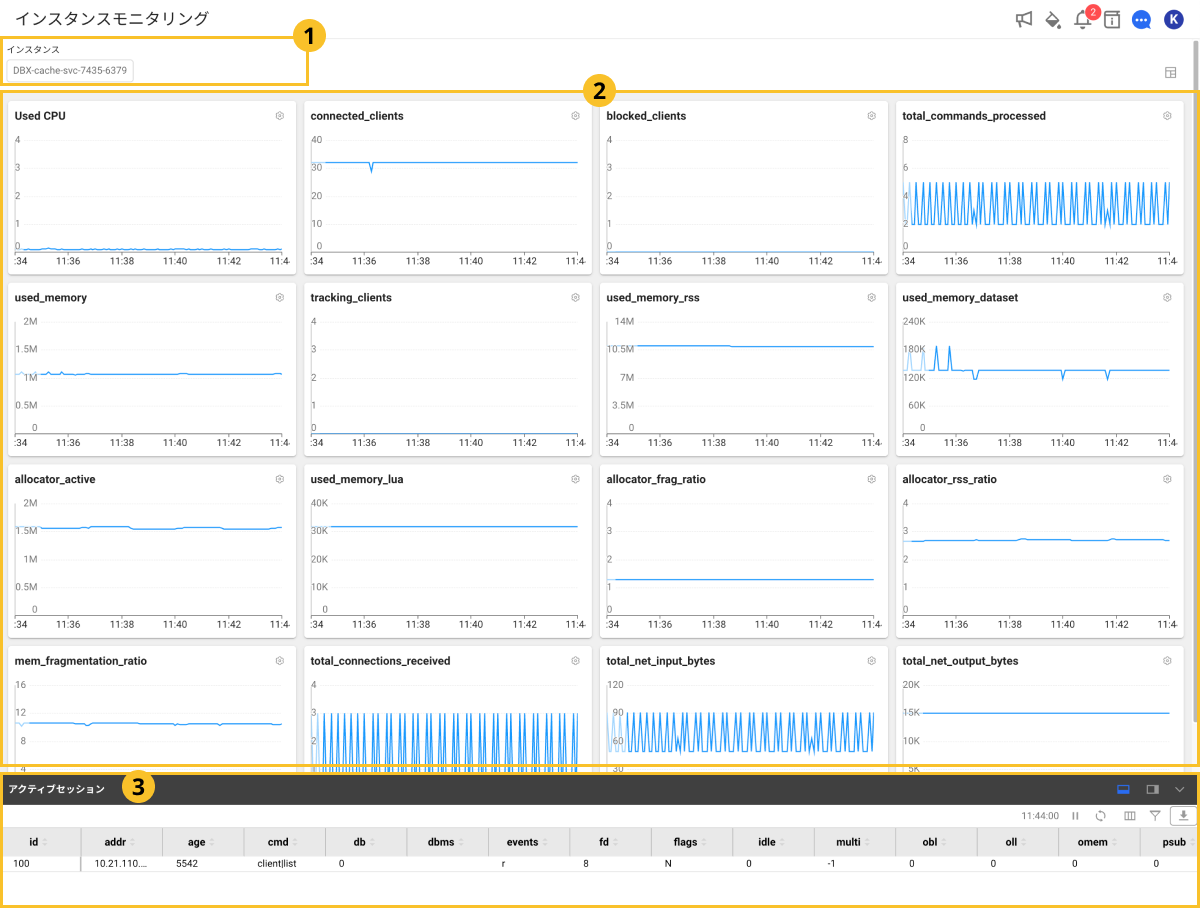 インスタンスモニタリング
2
K
1
インスタンス
DBX-cache-svc-7435-6379
2
Used CPU
4
3
2
1
0
:34 11:36 11:38 11:40 11:42 11:4
connected_clients
40
30
20
10
0
:34 11:36 11:38 11:40 11:42 11:4
blocked_clients
4
3
2
1
0
:34 11:36 11:38 11:40 11:42 11:4
total_commands_processed
8
6
4
2
0
:34 11:36 11:38 11:40 11:42 11:4
used_memory
2M
1.5M
1M
0.5M
0
:34 11:36 11:38 11:40 11:42 11:4
tracking_clients
4
3
2
1
0
:34 11:36 11:38 11:40 11:42 11:4
used_memory_rss
14M
10.5M
7M
3.5M
0
:34 11:36 11:38 11:40 11:42 11:4
used_memory_dataset
240K
180K
120K
60K
0
:34 11:36 11:38 11:40 11:42 11:4
allocator_active
2M
1.5M
1M
0.5M
0
:34 11:36 11:38 11:40 11:42 11:4
used_memory_lua
40K
30K
20K
10K
0
:34 11:36 11:38 11:40 11:42 11:4
allocator_frag_ratio
4
3
2
1
0
:34 11:36 11:38 11:40 11:42 11:4
allocator_rss_ratio
4
3
2
1
0
:34 11:36 11:38 11:40 11:42 11:4
mem_fragmentation_ratio
16
12
8
4
total_connections_received
4
3
2
total_net_input_bytes
120
90
60
30
total_net_output_bytes
20K
15K
10K
5K
アクティブセッション
3
11:44:00
id addr age cmd db dbms events fd flags idle multi obl oll omem psub
100 10.21.110.... 5542 client|list 0 r 8 N 0 -1 0 0 0 0